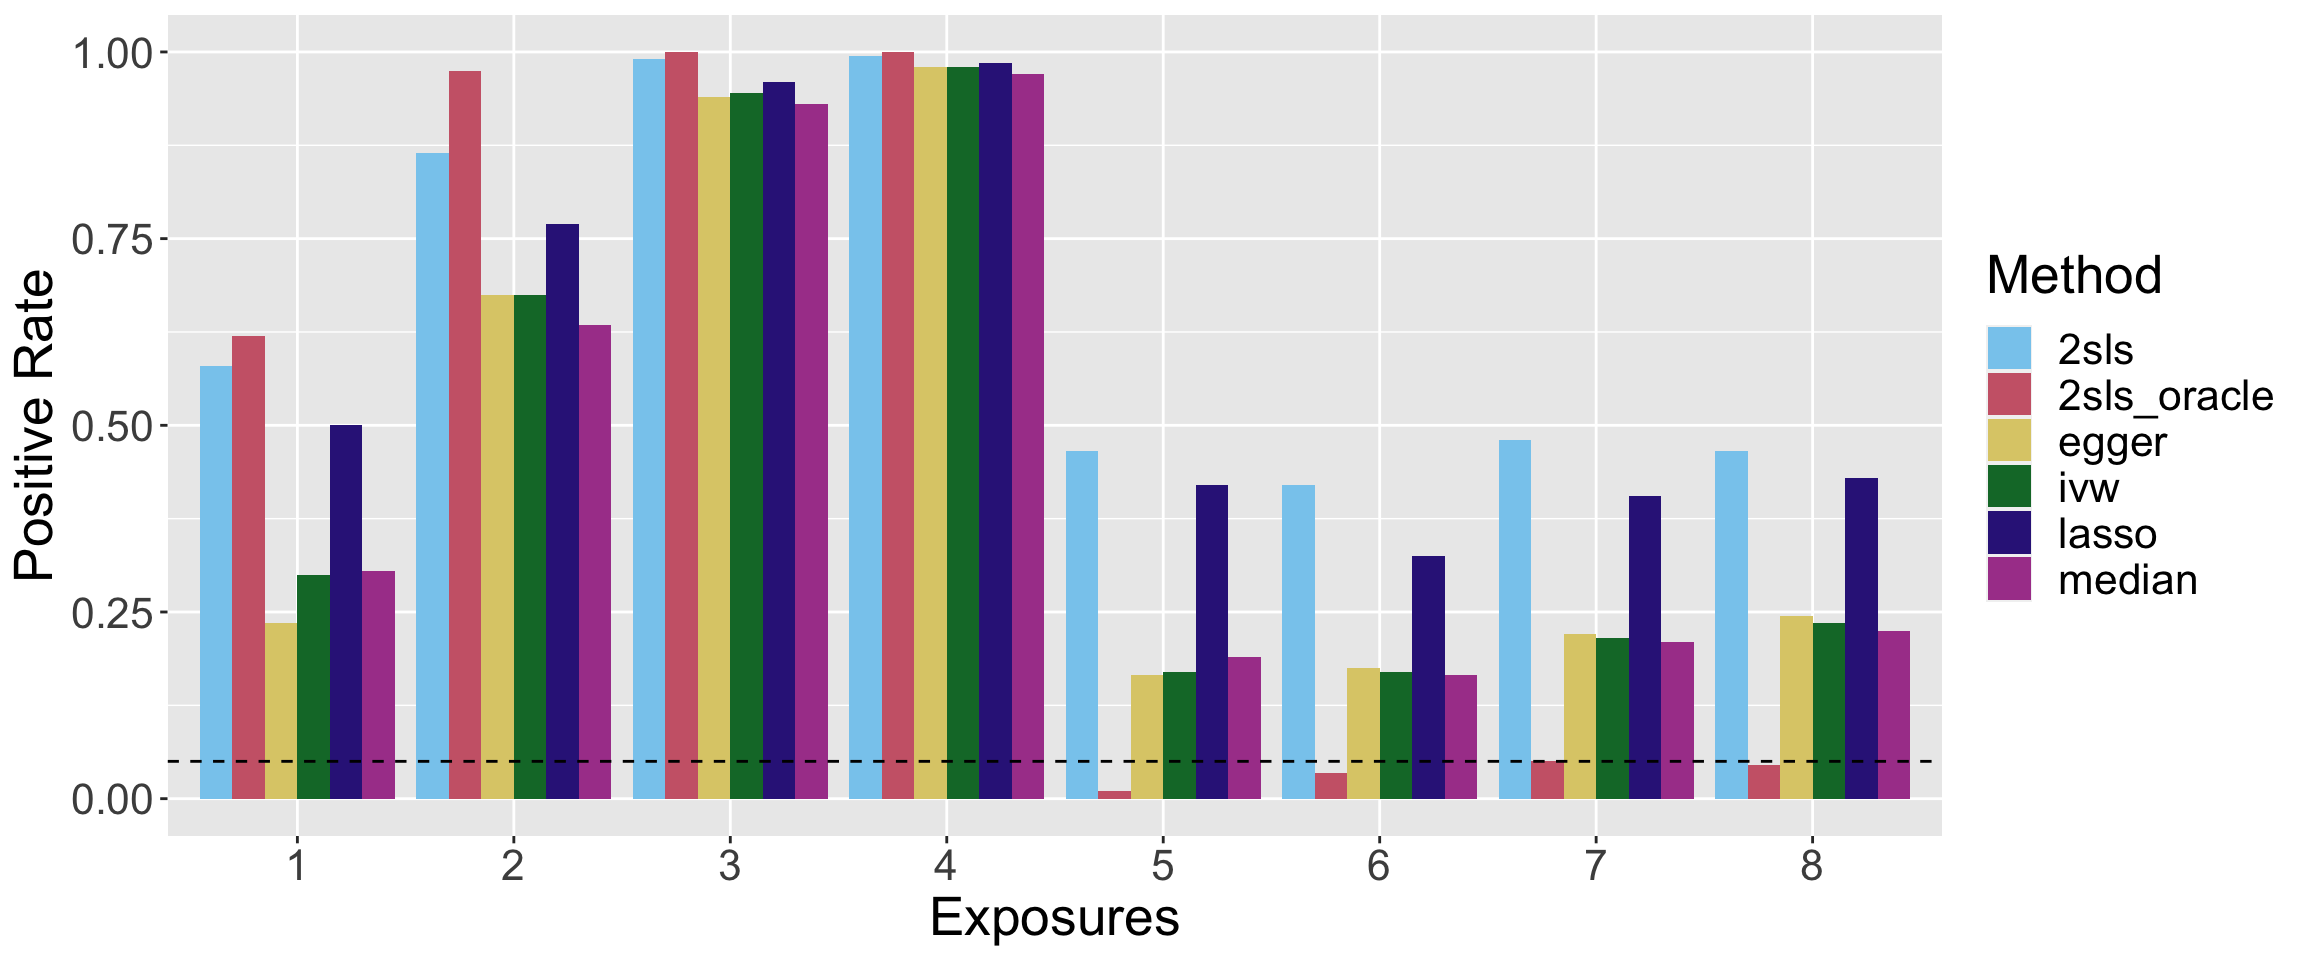 Positive Rate
1.00
0.75
0.50
0.25
0.00
1 2 3 4 5 6 7 8
Exposures
Method
2sls
2sls_oracle
egger
ivw
lasso
median